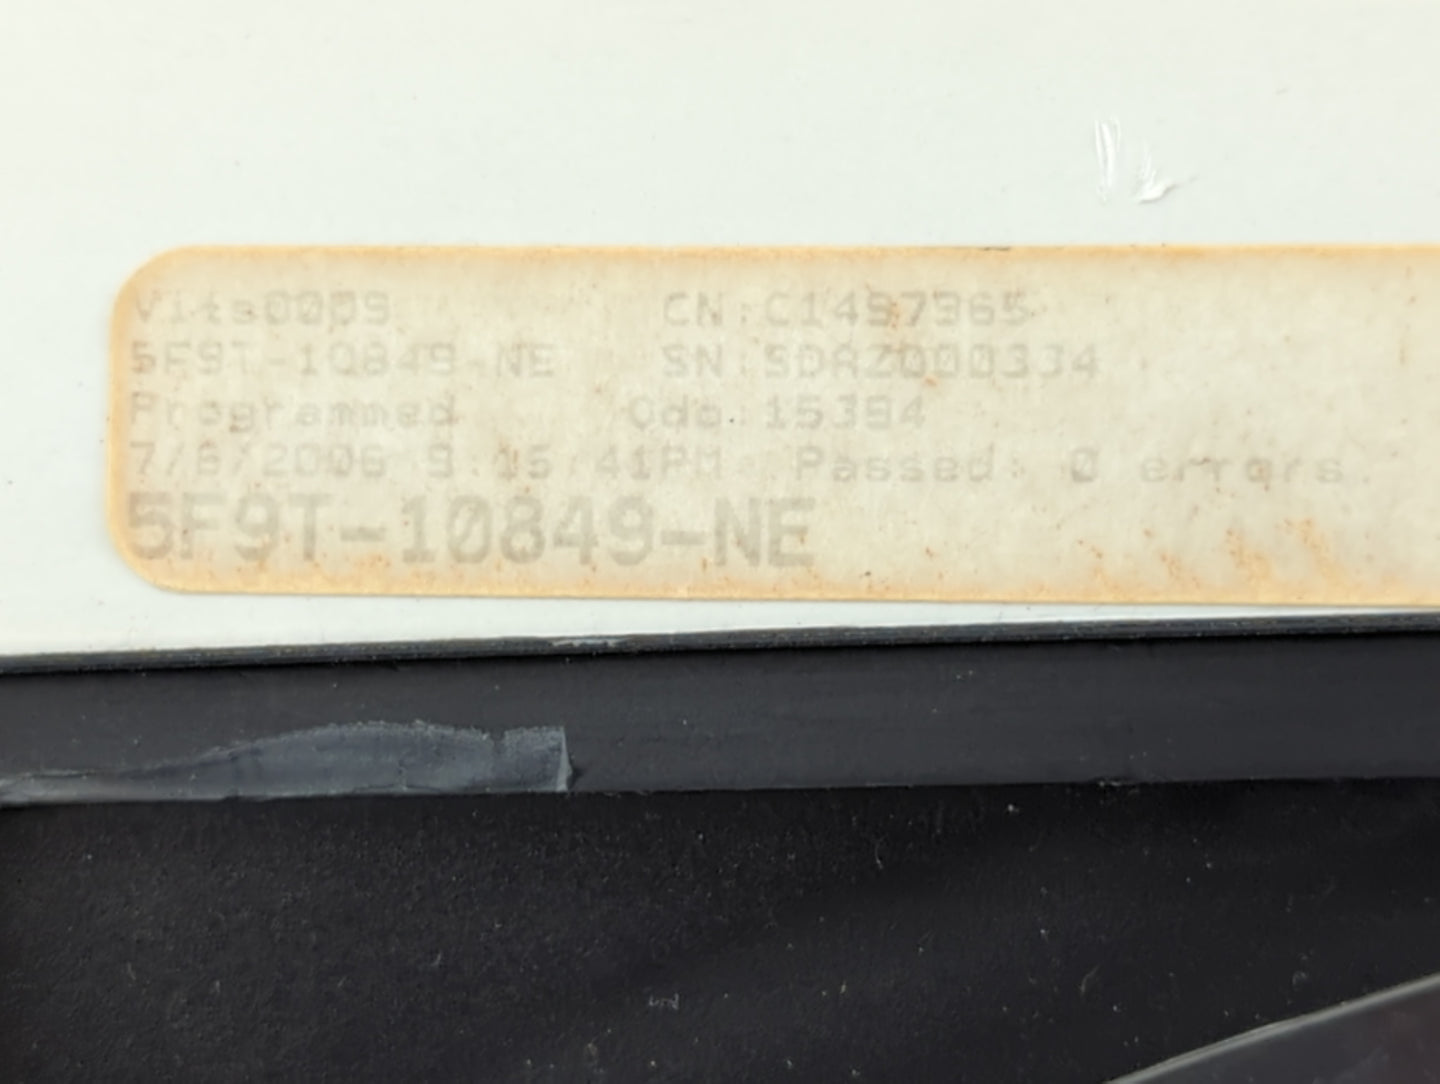 Vits0009 CN:C1497365
5F9T-10849-NE SN:SDAZ000334
Programmed Odo:15394
7/6/2006 9:15:41PM Passed: 0 errors.
5F9T-10849-NE